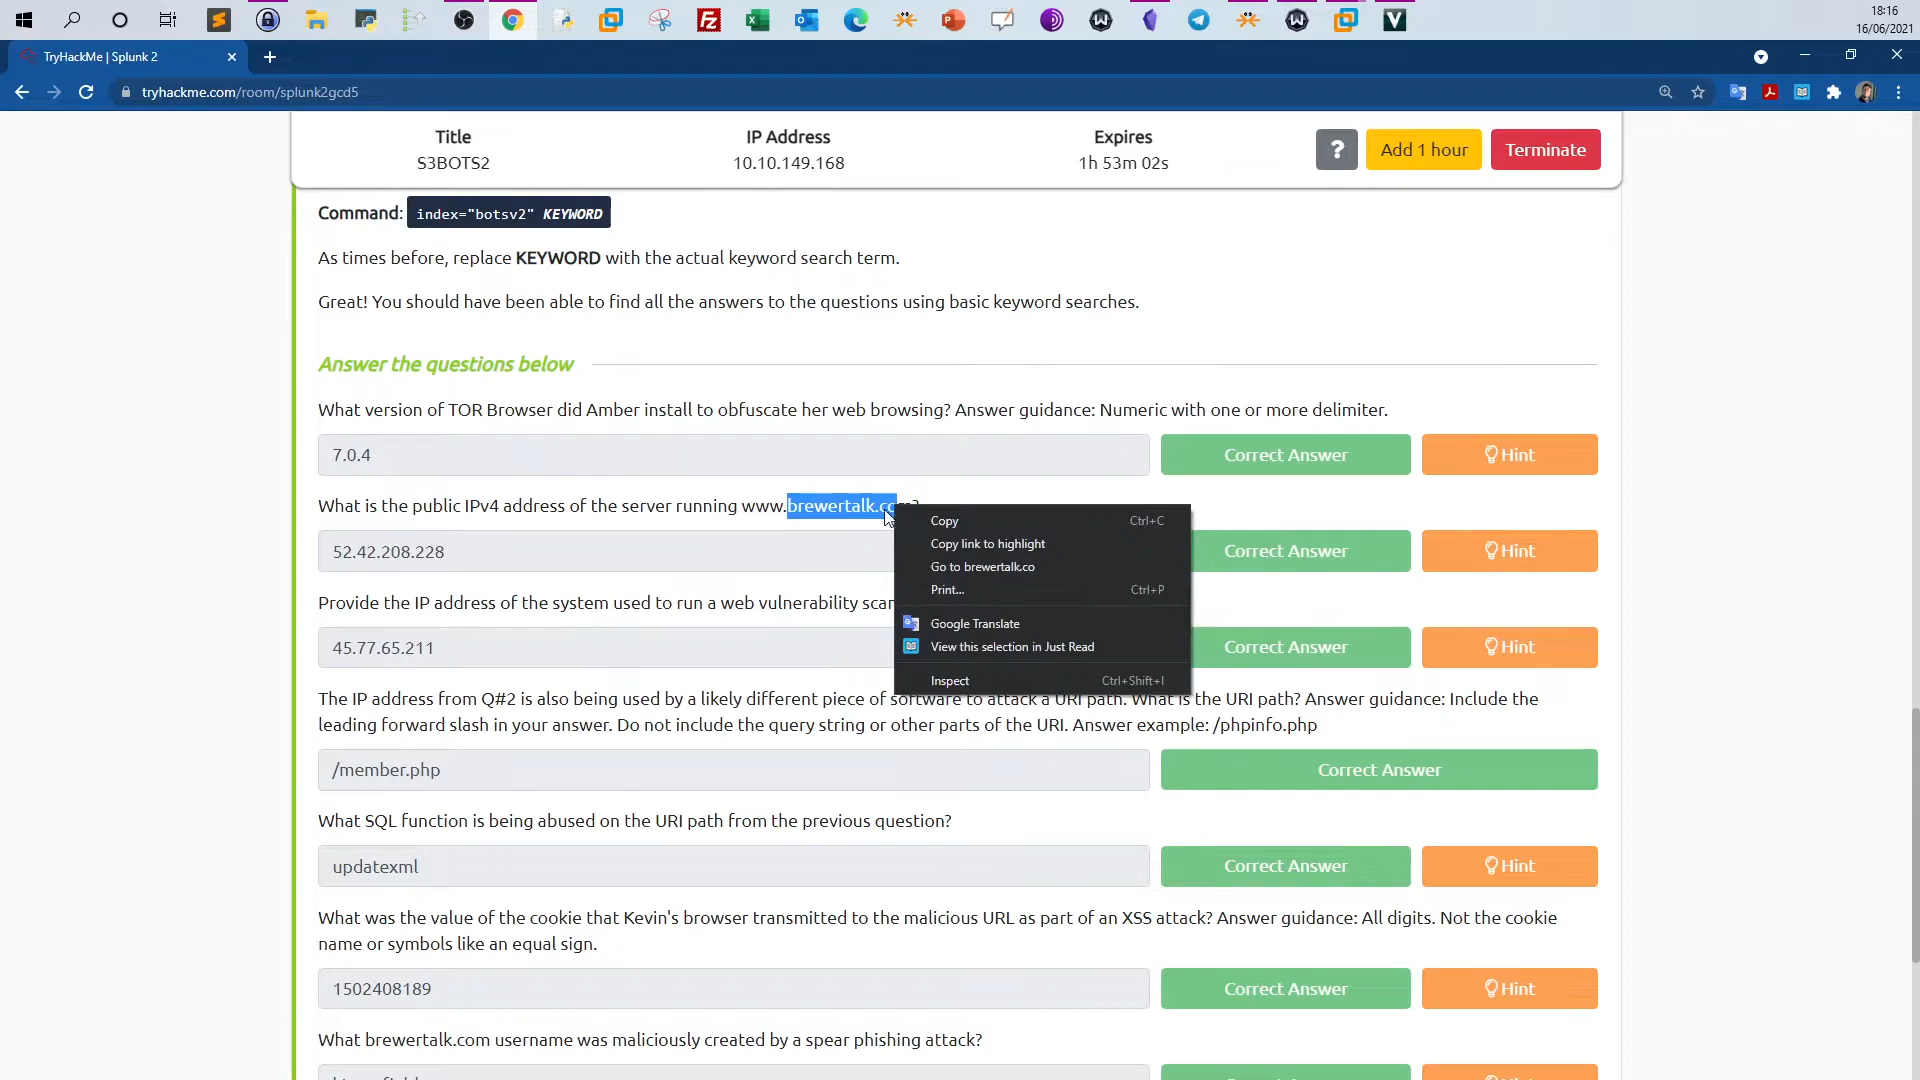 18:16
16/06/2021
TryHackMe | Splunk 2
tryhackme.com/room/splunk2gcd5
Title
IP Address
Expires
S3BOTS2
10.10.149.168
1h 53m 02s
?
Add 1 hour
Terminate
Command: index="botsv2" KEYWORD
As times before, replace KEYWORD with the actual keyword search term.
Great! You should have been able to find all the answers to the questions using basic keyword searches.
Answer the questions below
What version of TOR Browser did Amber install to obfuscate her web browsing? Answer guidance: Numeric with one or more delimiter.
7.0.4
Correct Answer
Hint
What is the public IPv4 address of the server running www.brewertalk.com?
52.42.208.228
Correct Answer
Hint
Copy Ctrl+C
Copy link to highlight
Go to brewertalk.co
Print... Ctrl+P
Google Translate
View this selection in Just Read
Inspect Ctrl+Shift+I
Provide the IP address of the system used to run a web vulnerability
45.77.65.211
Correct Answer
Hint
The IP address from Q#2 is also being used by a likely different piece of software to attack a URI path. What is the URI path? Answer guidance: Include the
leading forward slash in your answer. Do not include the query string or other parts of the URI. Answer example: /phpinfo.php
/member.php
Correct Answer
What SQL function is being abused on the URI path from the previous question?
updatexml
Correct Answer
Hint
What was the value of the cookie that Kevin's browser transmitted to the malicious URL as part of an XSS attack? Answer guidance: All digits. Not the cookie
name or symbols like an equal sign.
1502408189
Correct Answer
Hint
What brewertalk.com username was maliciously created by a spear phishing attack?